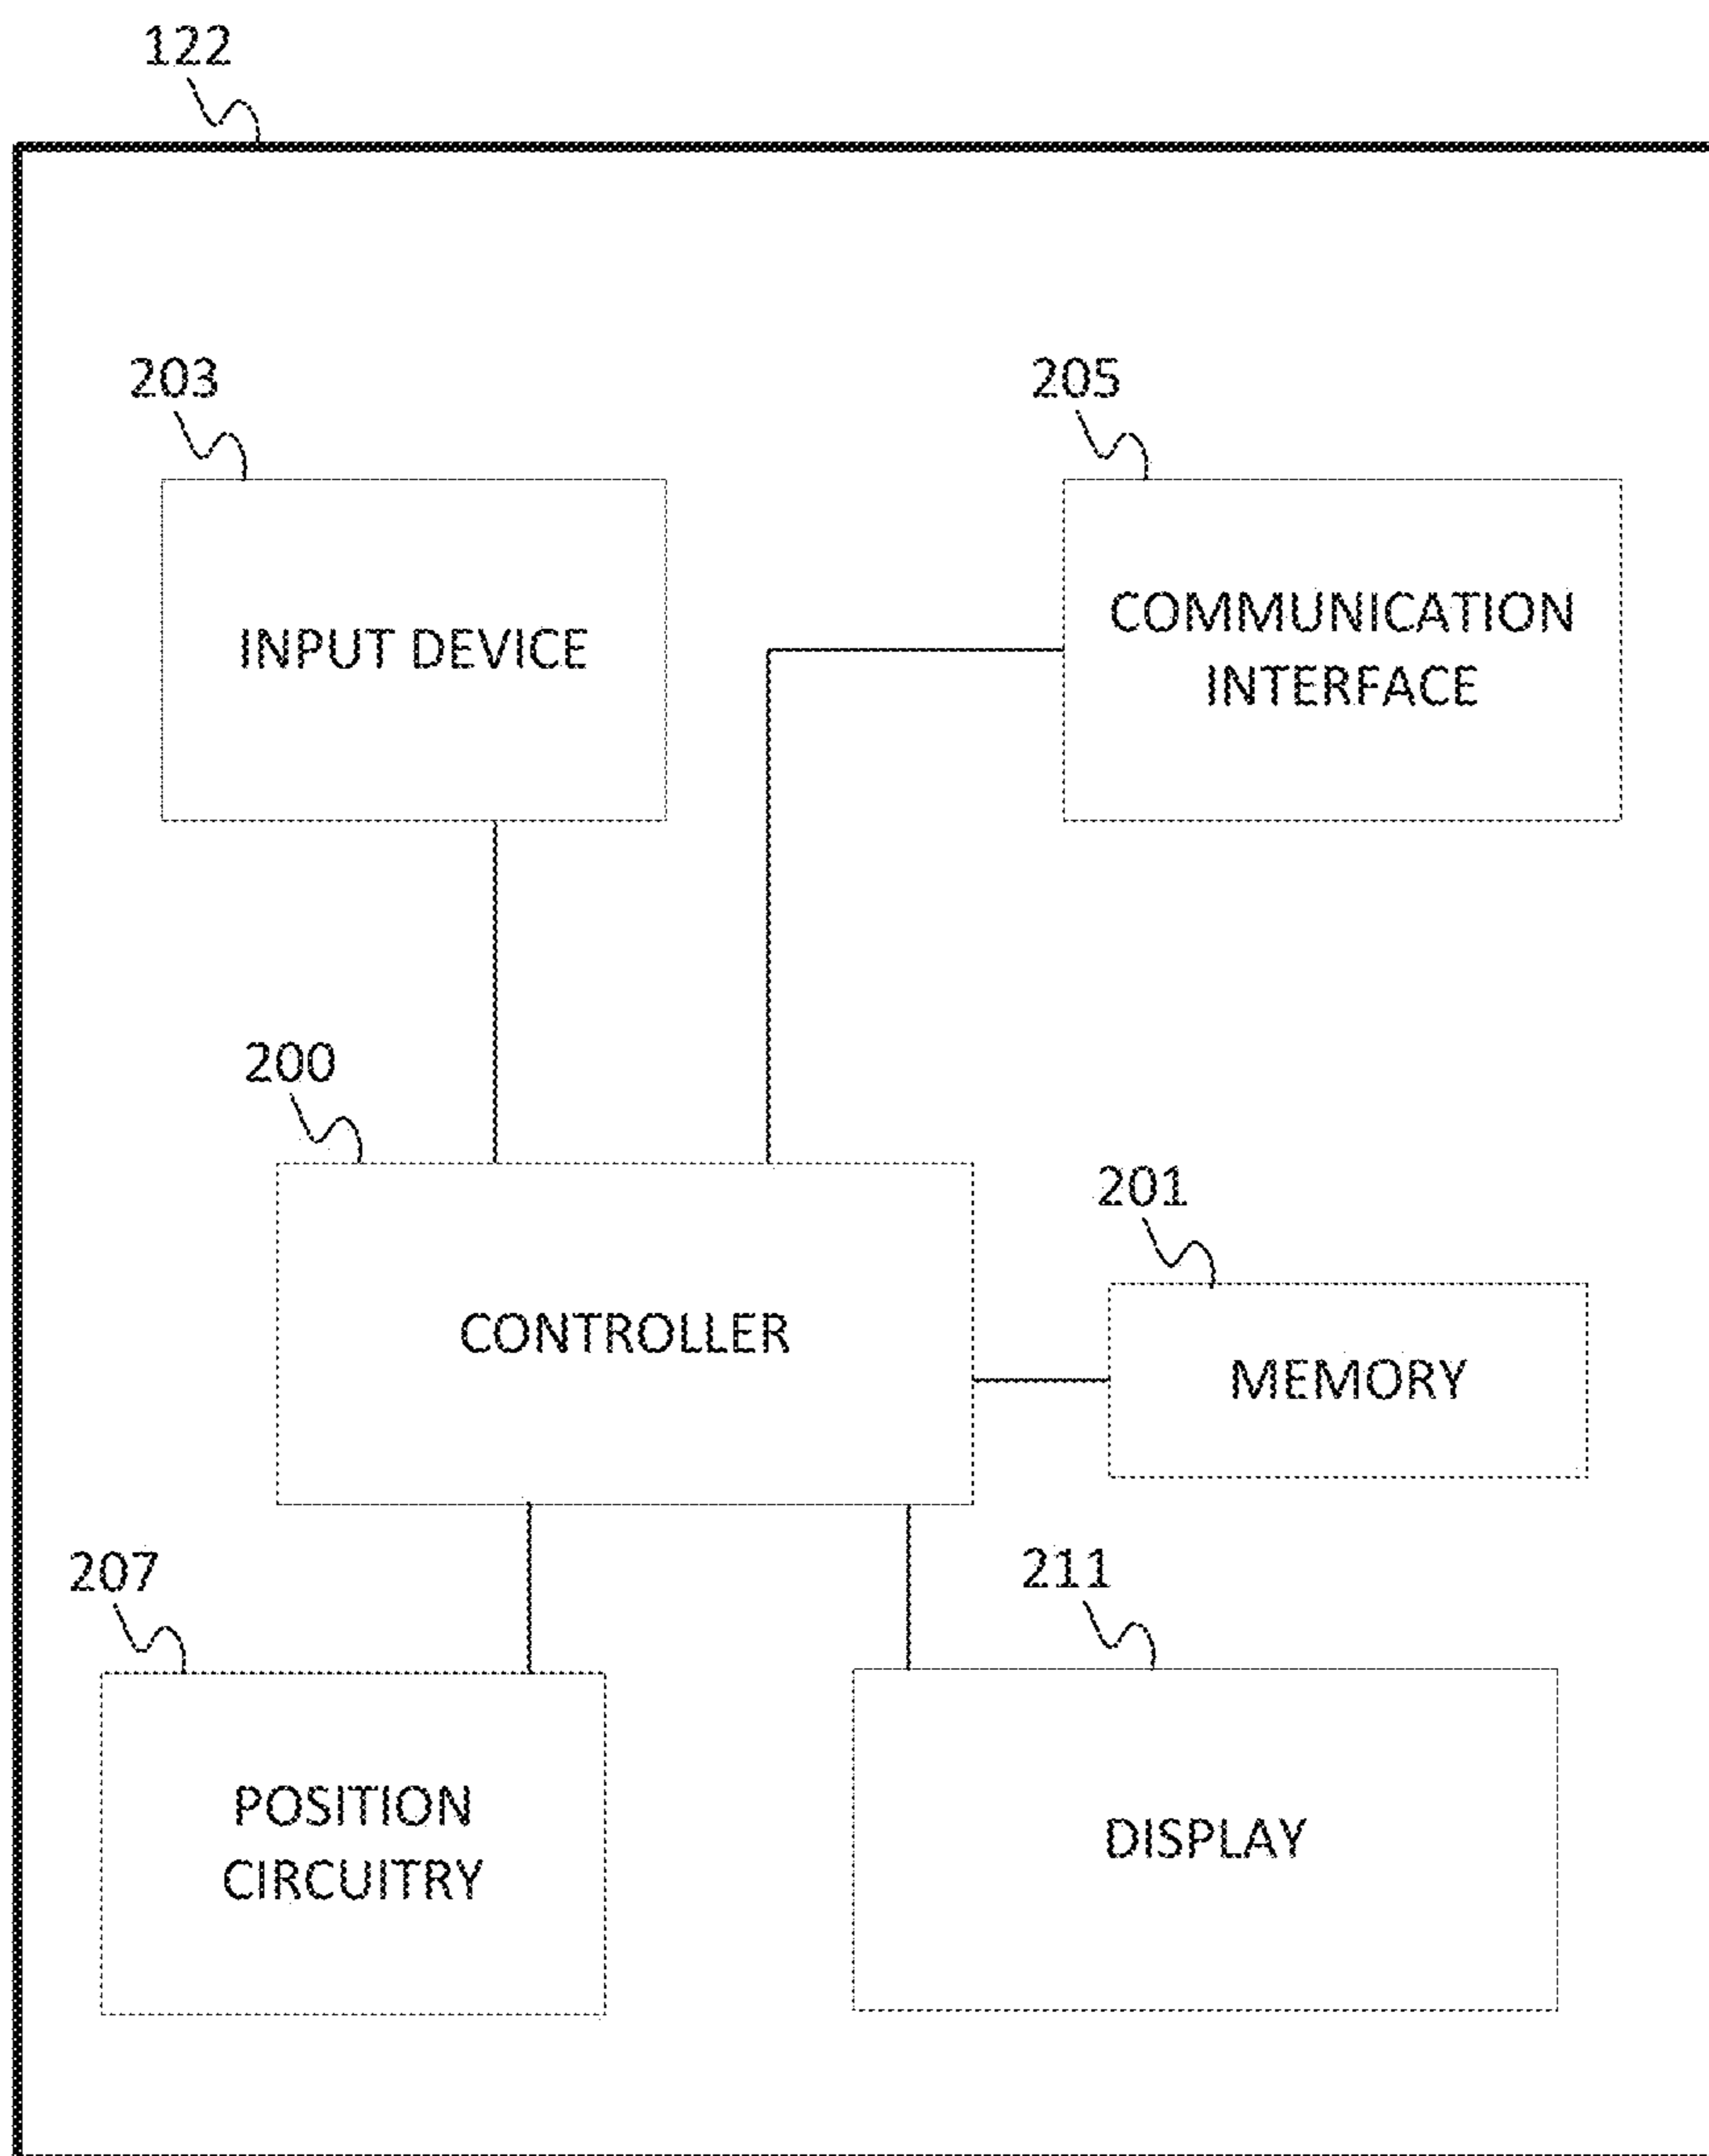 122
203
205
INPUT DEVICE
COMMUNICATION
INTERFACE
200
201
CONTROLLER
MEMORY
207
211
POSITION
CIRCUITRY
DISPLAY